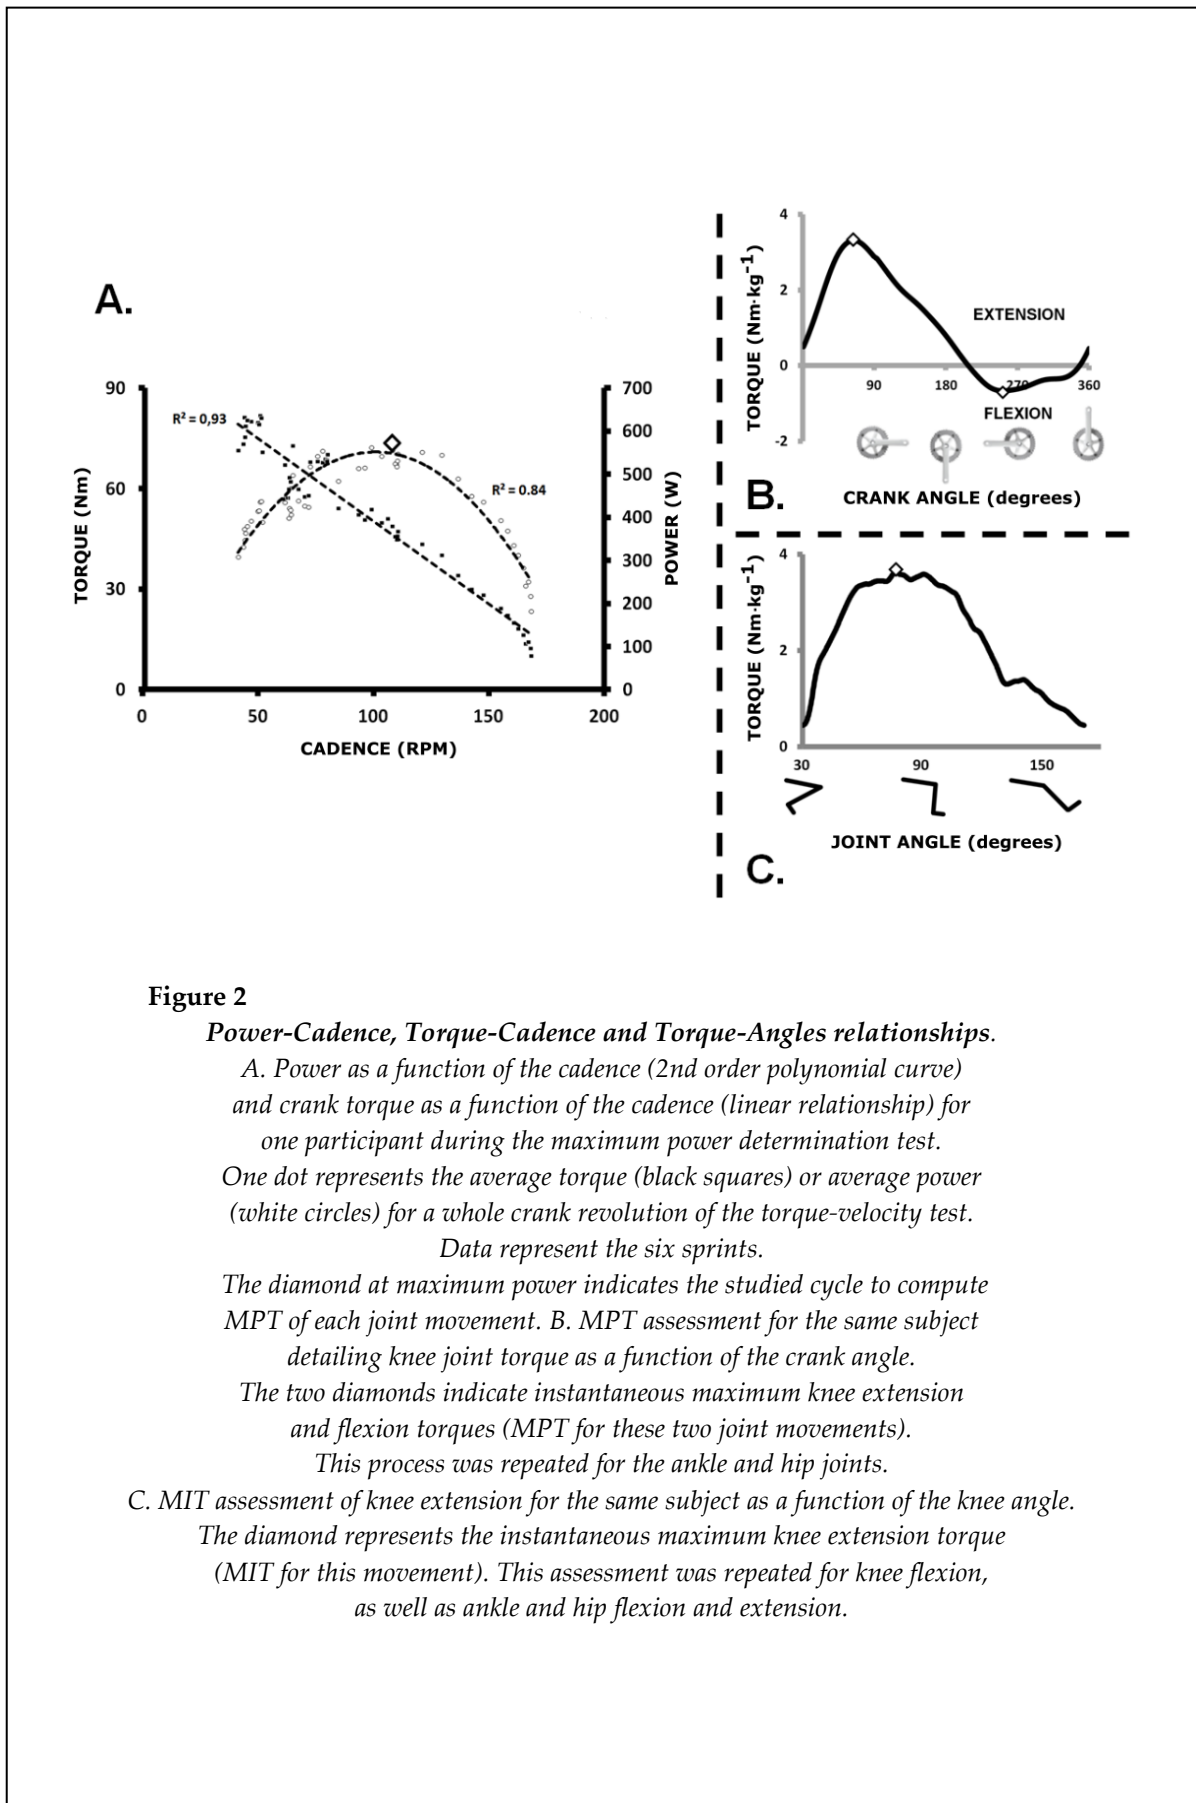 A.
90
60
30
0
TORQUE (Nm)
R² = 0,93
R² = 0.84
700
600
500
400
300
200
100
0
POWER (W)
0 50 100 150 200
CADENCE (RPM)
4
2
0
-2
TORQUE (Nm·kg⁻¹)
EXTENSION
90 180 270 360
FLEXION
B.
CRANK ANGLE (degrees)
4
2
0
TORQUE (Nm·kg⁻¹)
30 90 150
JOINT ANGLE (degrees)
C.
Figure 2
Power-Cadence, Torque-Cadence and Torque-Angles relationships.
A. Power as a function of the cadence (2nd order polynomial curve)
and crank torque as a function of the cadence (linear relationship) for
one participant during the maximum power determination test.
One dot represents the average torque (black squares) or average power
(white circles) for a whole crank revolution of the torque-velocity test.
Data represent the six sprints.
The diamond at maximum power indicates the studied cycle to compute
MPT of each joint movement. B. MPT assessment for the same subject
detailing knee joint torque as a function of the crank angle.
The two diamonds indicate instantaneous maximum knee extension
and flexion torques (MPT for these two joint movements).
This process was repeated for the ankle and hip joints.
C. MIT assessment of knee extension for the same subject as a function of the knee angle.
The diamond represents the instantaneous maximum knee extension torque
(MIT for this movement). This assessment was repeated for knee flexion,
as well as ankle and hip flexion and extension.